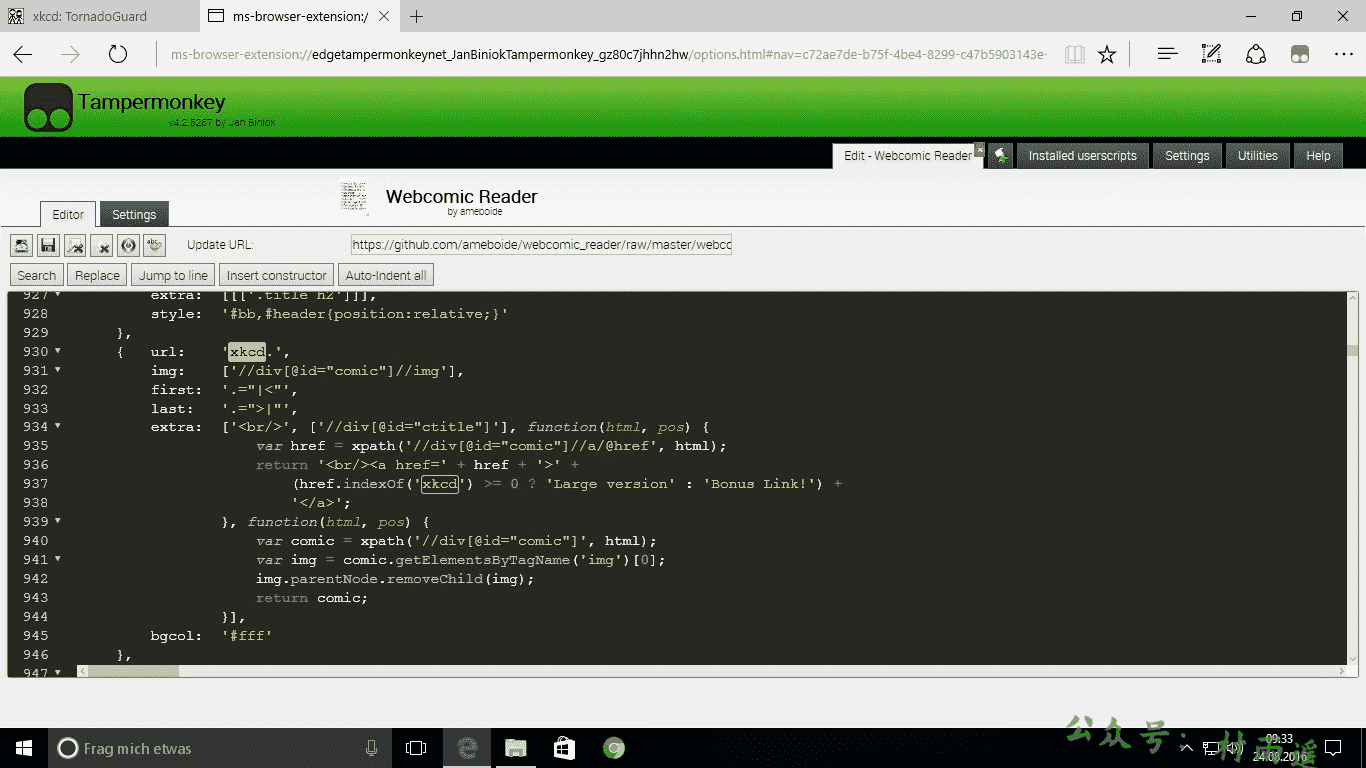 xkcd: TornadoGuard
ms-browser-extension:/
ms-browser-extension://edgetampermonkeynet_JanBiniokTampermonkey_gz80c7jhhn2hw/options.html#nav=c72ae7de-b75f-4be4-8299-c47b5903143e-
Tampermonkey
v4.2.5267 by Jan Biniok
Edit - Webcomic Reader
Installed userscripts
Settings
Utilities
Help
Webcomic Reader
by ameboide
Editor
Settings
Update URL:
https://github.com/ameboide/webcomic_reader/raw/master/webcc
Search
Replace
Jump to line
Insert constructor
Auto-Indent all
927 extra: [[['.title h2']]],
928 style: '#bb,#header{position:relative;}'
929 },
930 { url: 'xkcd.',
931 img: ['//div[@id="comic"]//img'],
932 first: '.="|<"',
933 last: '.=">|"',
934 extra: ['<br/>', ['//div[@id="ctitle"]'], function(html, pos) {
935 var href = xpath('//div[@id="comic"]//a/@href', html);
936 return '<br/><a href=' + href + '>' +
937 (href.indexOf('xkcd') >= 0 ? 'Large version' : 'Bonus Link!') +
938 '</a>';
939 }, function(html, pos) {
940 var comic = xpath('//div[@id="comic"]', html);
941 var img = comic.getElementsByTagName('img')[0];
942 img.parentNode.removeChild(img);
943 return comic;
944 }],
945 bgcol: '#fff'
946 },
947
Frag mich etwas
09:33
24.08.2016
公众号：竹雨遥